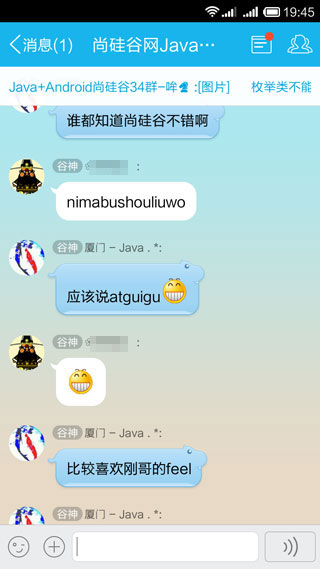 19:45
消息(1)
尚硅谷网Java…
Java+Android尚硅谷34群-哞 :[图片] 枚举类不能
谁都知道尚硅谷不错啊
谷神 :
nimabushouliuwo
谷神 厦门 - Java . *:
应该说atguigu
谷神 :
谷神 厦门 - Java . *:
比较喜欢刚哥的feel
谷神 厦门 - Java . *: